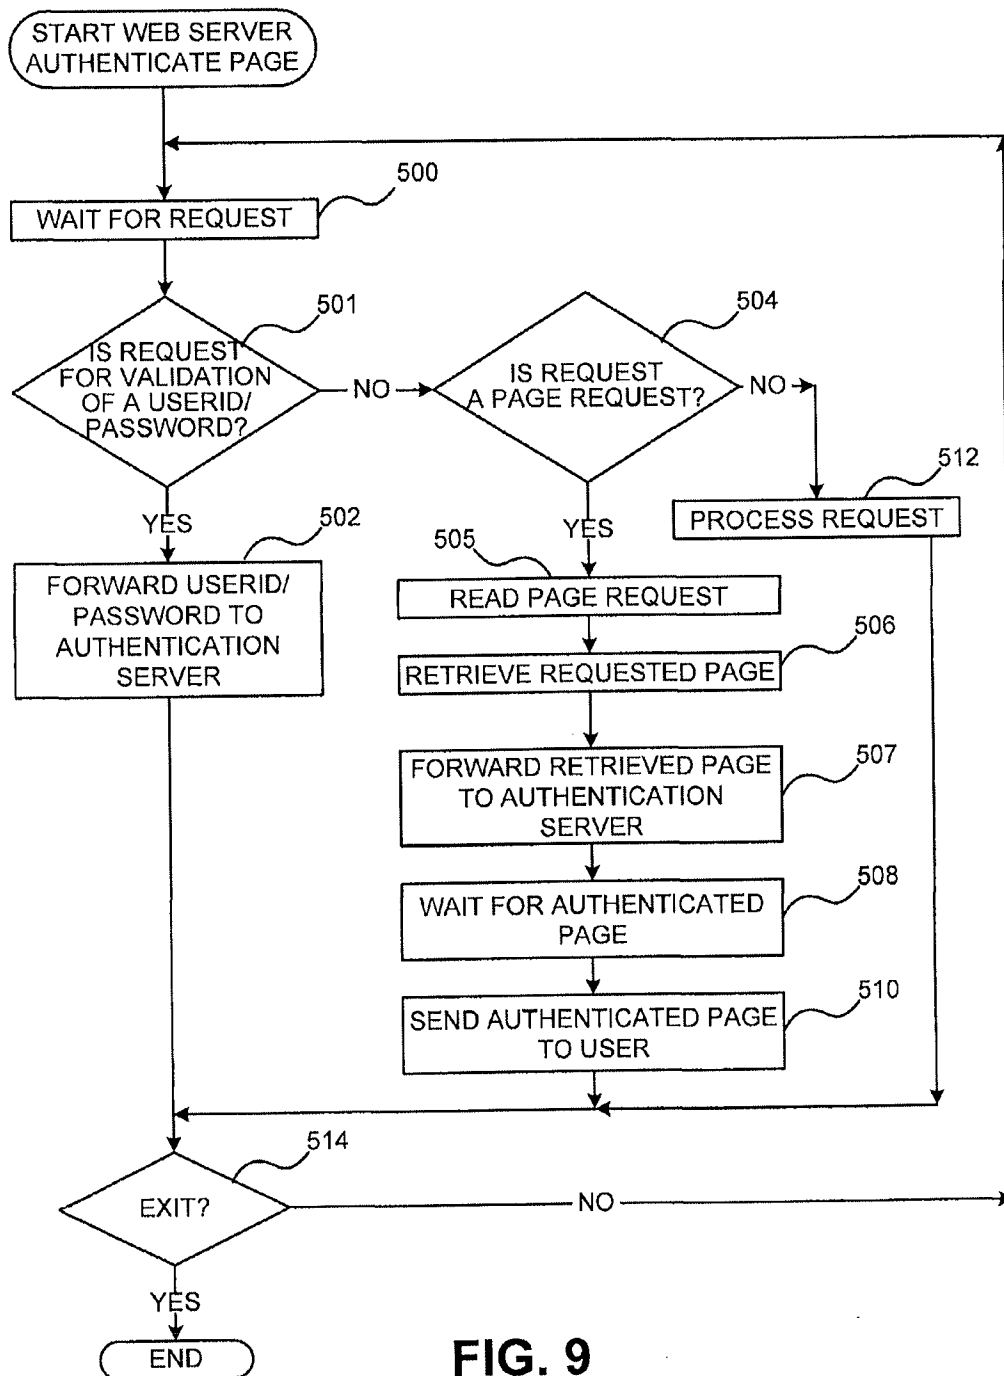 START WEB SERVER
AUTHENTICATE PAGE
500
WAIT FOR REQUEST
501
IS REQUEST
FOR VALIDATION
OF A USERID/
PASSWORD?
NO
504
IS REQUEST
A PAGE REQUEST?
NO
512
PROCESS REQUEST
YES
502
FORWARD USERID/
PASSWORD TO
AUTHENTICATION
SERVER
YES
505
READ PAGE REQUEST
506
RETRIEVE REQUESTED PAGE
507
FORWARD RETRIEVED PAGE
TO AUTHENTICATION
SERVER
508
WAIT FOR AUTHENTICATED
PAGE
510
SEND AUTHENTICATED PAGE
TO USER
514
EXIT?
NO
YES
END
FIG. 9